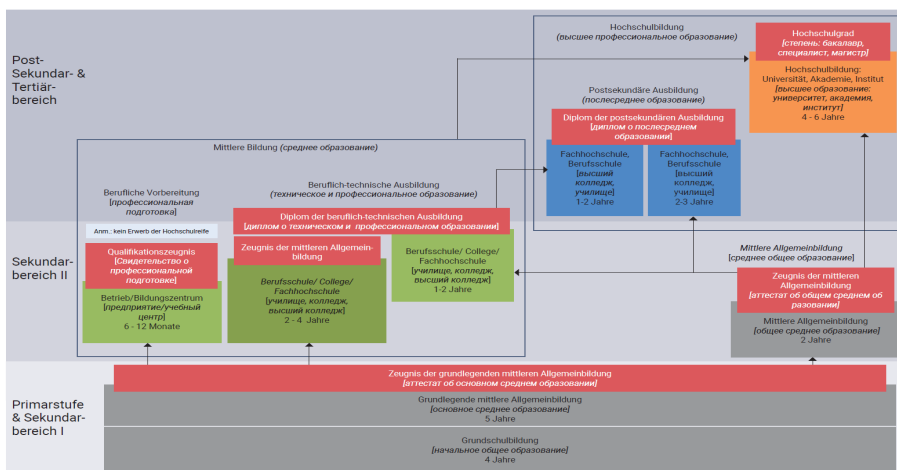 Post-
Sekundar- &
Tertiär-
bereich
Hochschulbildung
(высшее профессиональное образование)
Hochschulgrad
[степень: бакалавр,
специалист, магистр]
Hochschulbildung:
Universität, Akademie, Institut
[высшее образование:
университет, академия,
институт]
4 - 6 Jahre
Postsekundäre Ausbildung
(послесреднее образование)
Diplom der postsekundären Ausbildung
[диплом о послесреднем
образовании]
Fachhochschule,
Berufsschule
[высший
колледж,
училище]
1-2 Jahre
Fachhochschule,
Berufsschule
[высший
колледж,
училище]
2-3 Jahre
Mittlere Bildung (среднее образование)
Berufliche Vorbereitung
[профессиональная
подготовка]
Beruflich-technische Ausbildung
(техническое и профессиональное образование)
Sekundar-
bereich II
Anm.: kein Erwerb der Hochschulreife
Qualifikationszeugnis
[Свидетельство о
профессиональной
подготовке]
Betrieb/Bildungszentrum
[предприятие/учебный
центр]
6 - 12 Monate
Diplom der beruflich-technischen Ausbildung
[диплом о техническом и профессиональном образовании]
Zeugnis der mittleren Allgemein-
bildung
Berufsschule/ College/
Fachhochschule
[училище, колледж,
высший колледж]
2 - 4 Jahre
Berufsschule/ College/
Fachhochschule
[училище, колледж,
высший колледж]
1-2 Jahre
Mittlere Allgemeinbildung
[среднее общее образование]
Zeugnis der mittleren
Allgemeinbildung
[аттестат об общем среднем об
разовании]
Mittlere Allgemeinbildung
[общее среднее образование]
2 Jahre
Primarstufe
& Sekundar-
bereich I
Zeugnis der grundlegenden mittleren Allgemeinbildung
[аттестат об основном среднем образовании]
Grundlegende mittlere Allgemeinbildung
[основное среднее образование]
5 Jahre
Grundschulbildung
[начальное общее образование]
4 Jahre